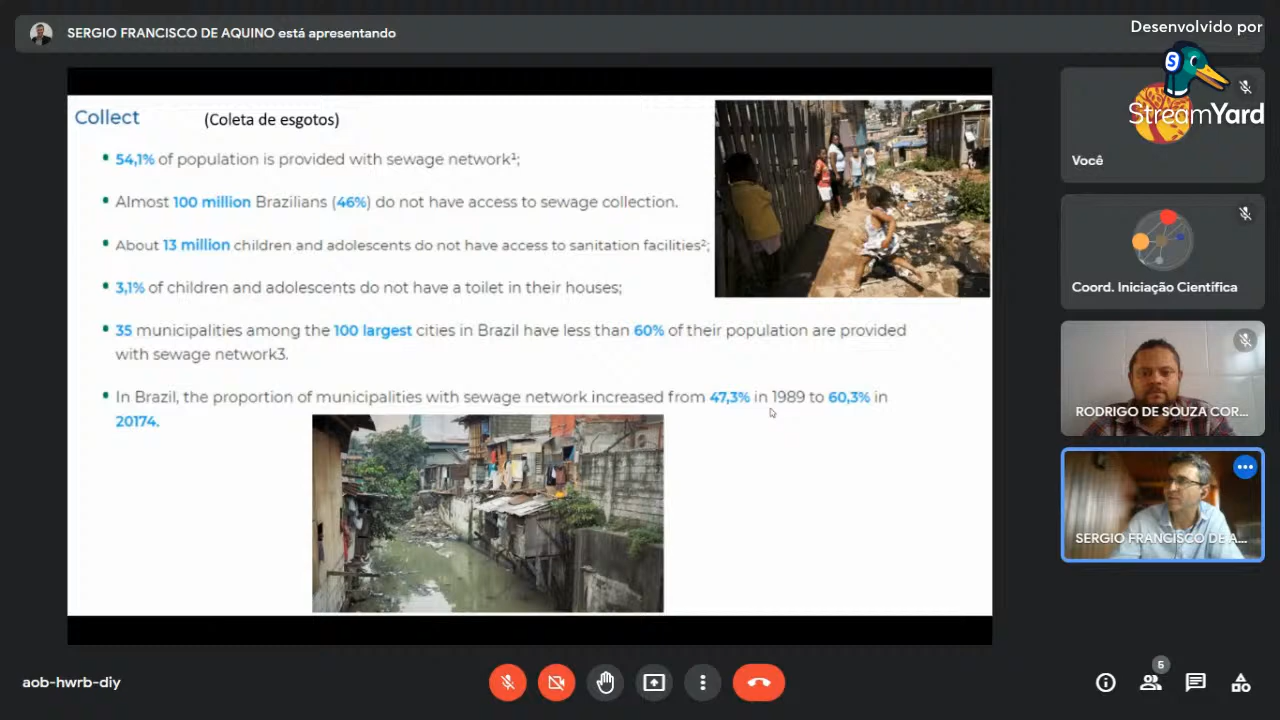 SERGIO FRANCISCO DE AQUINO está apresentando
Desenvolvido por
StreamYard
Collect (Coleta de esgotos)
54,1% of population is provided with sewage network¹;
Almost 100 million Brazilians (46%) do not have access to sewage collection.
About 13 million children and adolescents do not have access to sanitation facilities²;
3,1% of children and adolescents do not have a toilet in their houses;
35 municipalities among the 100 largest cities in Brazil have less than 60% of their population are provided
with sewage network3.
In Brazil, the proportion of municipalities with sewage network increased from 47,3% in 1989 to 60,3% in
20174.
Você
Coord. Iniciação Científica
RODRIGO DE SOUZA COR...
SERGIO FRANCISCO DE A...
aob-hwrb-diy
5